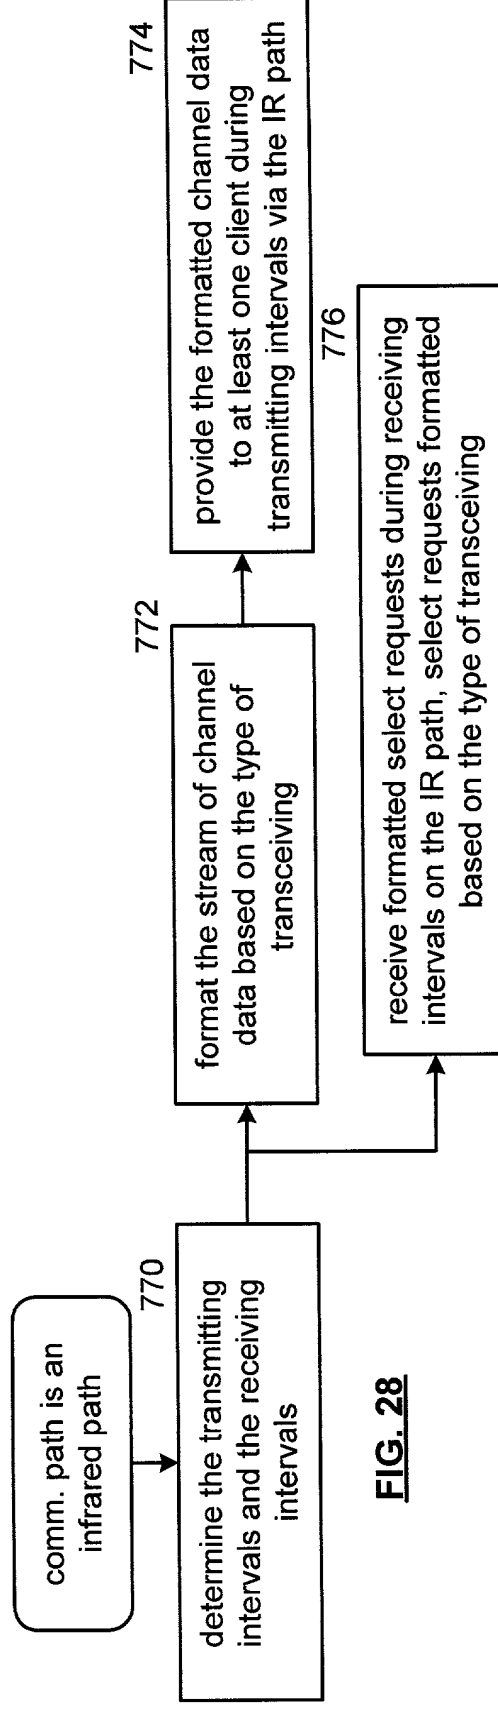 comm. path is an
infrared path
770
determine the transmitting
intervals and the receiving
intervals
772
format the stream of channel
data based on the type of
transceiving
774
provide the formatted channel data
to at least one client during
transmitting intervals via the IR path
776
receive formatted select requests during receiving
intervals on the IR path, select requests formatted
based on the type of transceiving
FIG. 28